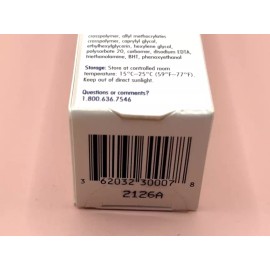 crosspolymer, allyl methacrylates
crosspolymer, caprylyl glycol,
ethylhexylglycerin, hexylene glycol,
polysorbate 20, carbomer, disodium EDTA,
triethanolamine, BHT, phenoxyethanol
Storage: Store at controlled room
temperature: 15°C–25°C (59°F–77°F).
Keep out of direct sunlight.
Questions or comments?
1.800.636.7546
3 62032 30007 8
2126A